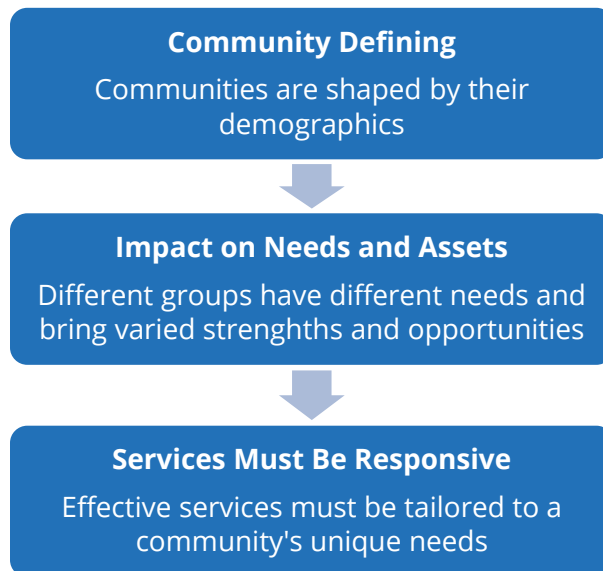 Community Defining
Communities are shaped by their
demographics
Impact on Needs and Assets
Different groups have different needs and
bring varied strenghths and opportunities
Services Must Be Responsive
Effective services must be tailored to a
community's unique needs